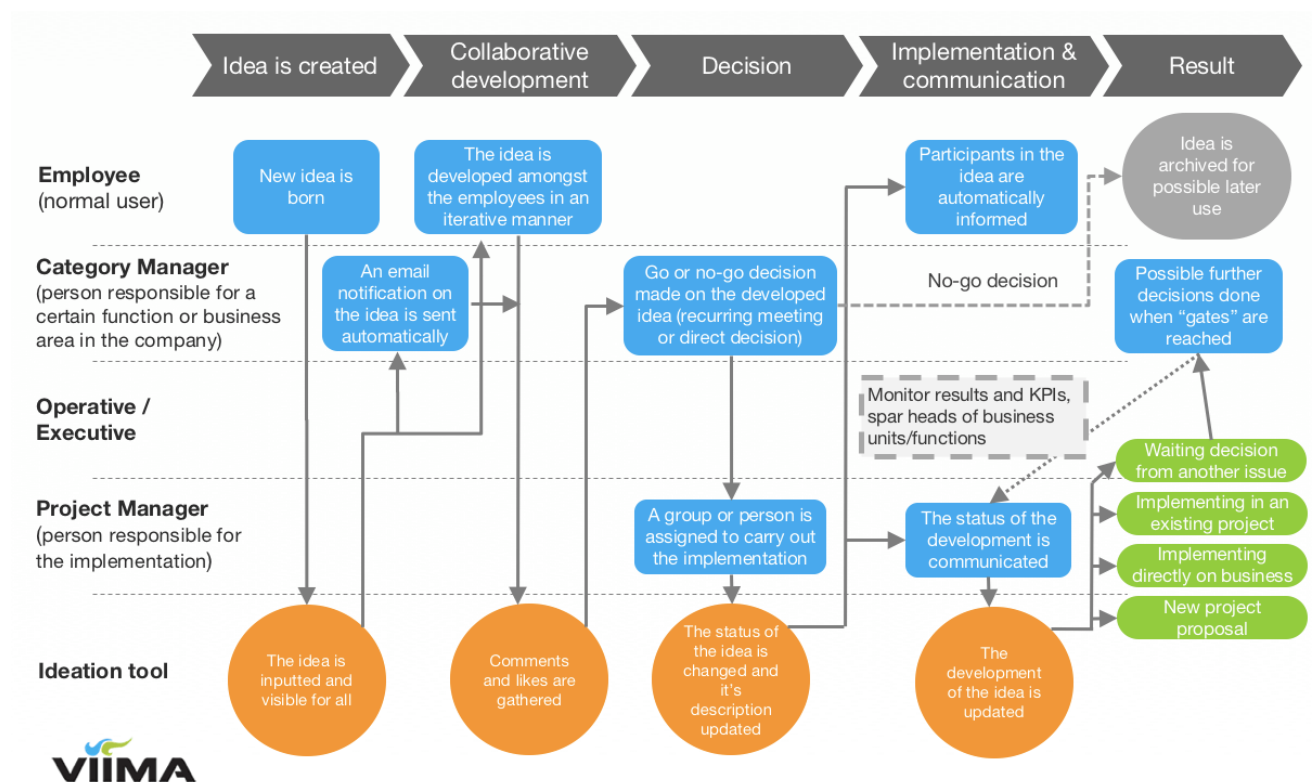 Idea is created
Collaborative
development
Decision
Implementation &
communication
Result
Employee
(normal user)
New idea is
born
The idea is
developed amongst
the employees in an
iterative manner
Participants in the
idea are
automatically
informed
Idea is
archived for
possible later
use
Category Manager
(person responsible for a
certain function or business
area in the company)
An email
notification on
the idea is sent
automatically
Go or no-go decision
made on the developed
idea (recurring meeting
or direct decision)
No-go decision
Possible further
decisions done
when “gates” are
reached
Operative /
Executive
Monitor results and KPIs,
spar heads of business
units/functions
Waiting decision
from another issue
Project Manager
(person responsible for
the implementation)
A group or person is
assigned to carry out
the implementation
The status of the
development is
communicated
Implementing in an
existing project
Implementing
directly on business
New project
proposal
Ideation tool
The idea is
inputted and
visible for all
Comments
and likes are
gathered
The status of
the idea is
changed and
it's
description
updated
The
development
of the idea is
updated
VIIMA